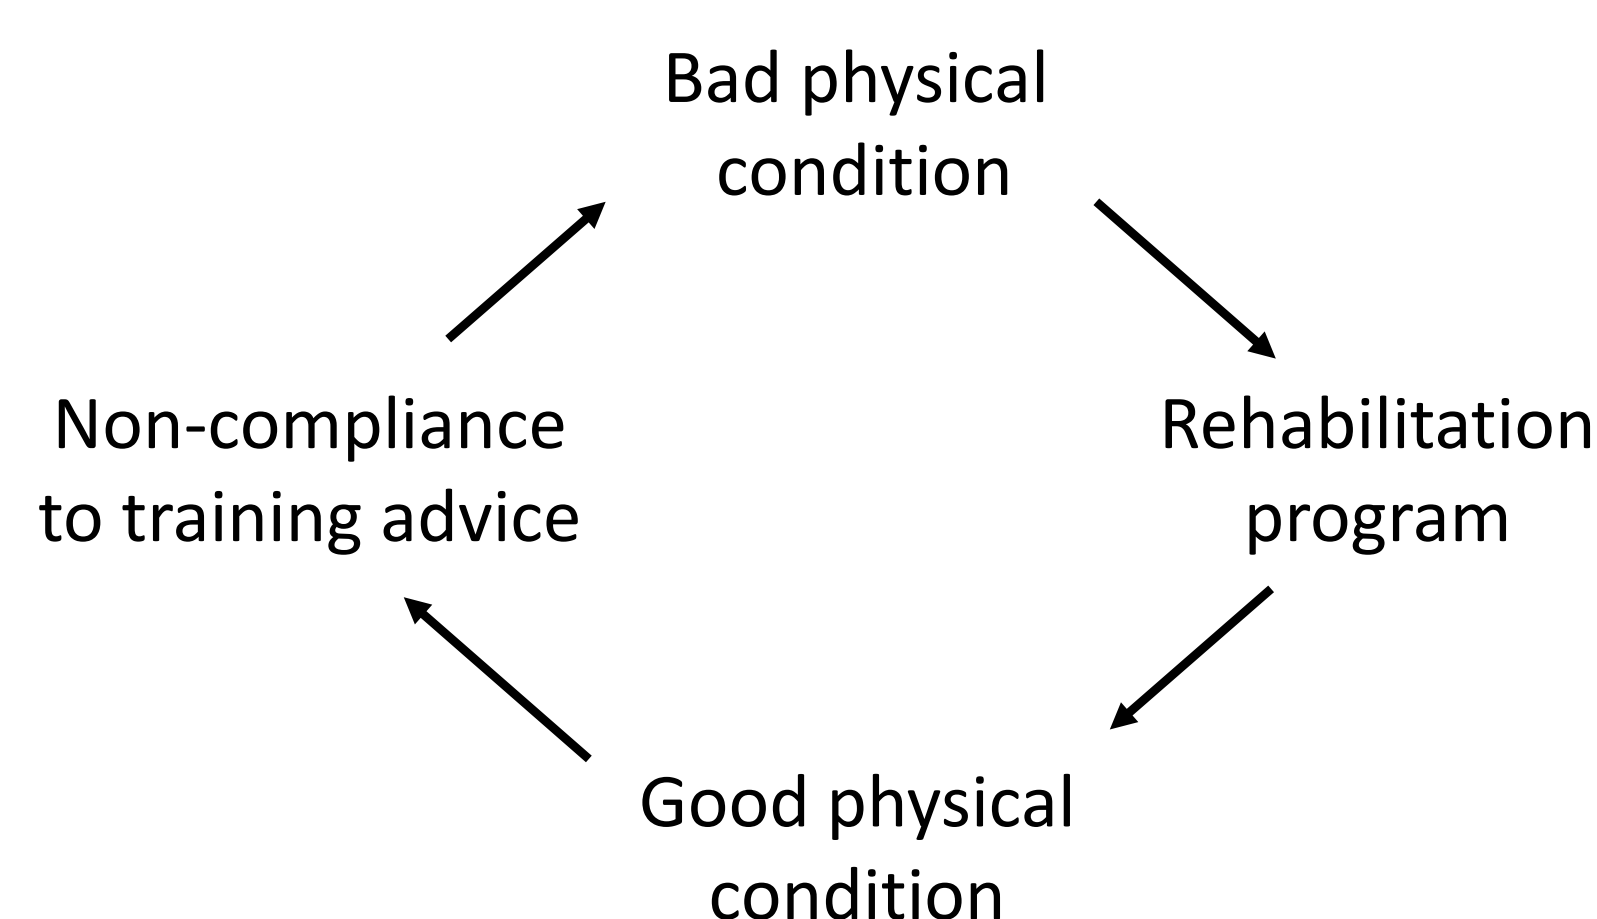 Bad physical
condition
Non-compliance
to training advice
Rehabilitation
program
Good physical
condition